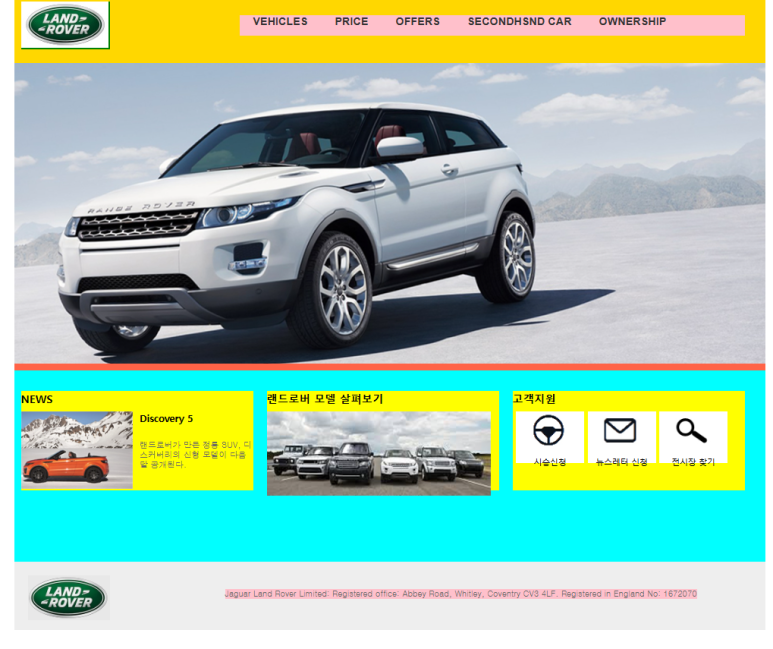 LAND-
-ROVER
VEHICLES PRICE OFFERS SECONDHSND CAR OWNERSHIP
RANGE ROVER
NEWS
Discovery 5
랜드로버가 만든 정통 SUV, 디
스커버리의 신형 모델이 다음
달 공개된다.
랜드로버 모델 살펴보기
고객지원
시승신청 뉴스레터 신청 전시장 찾기
LAND-
-ROVER
Jaguar Land Rover Limited: Registered office: Abbey Road, Whitley, Coventry CV3 4LF. Registered in England No: 1672070